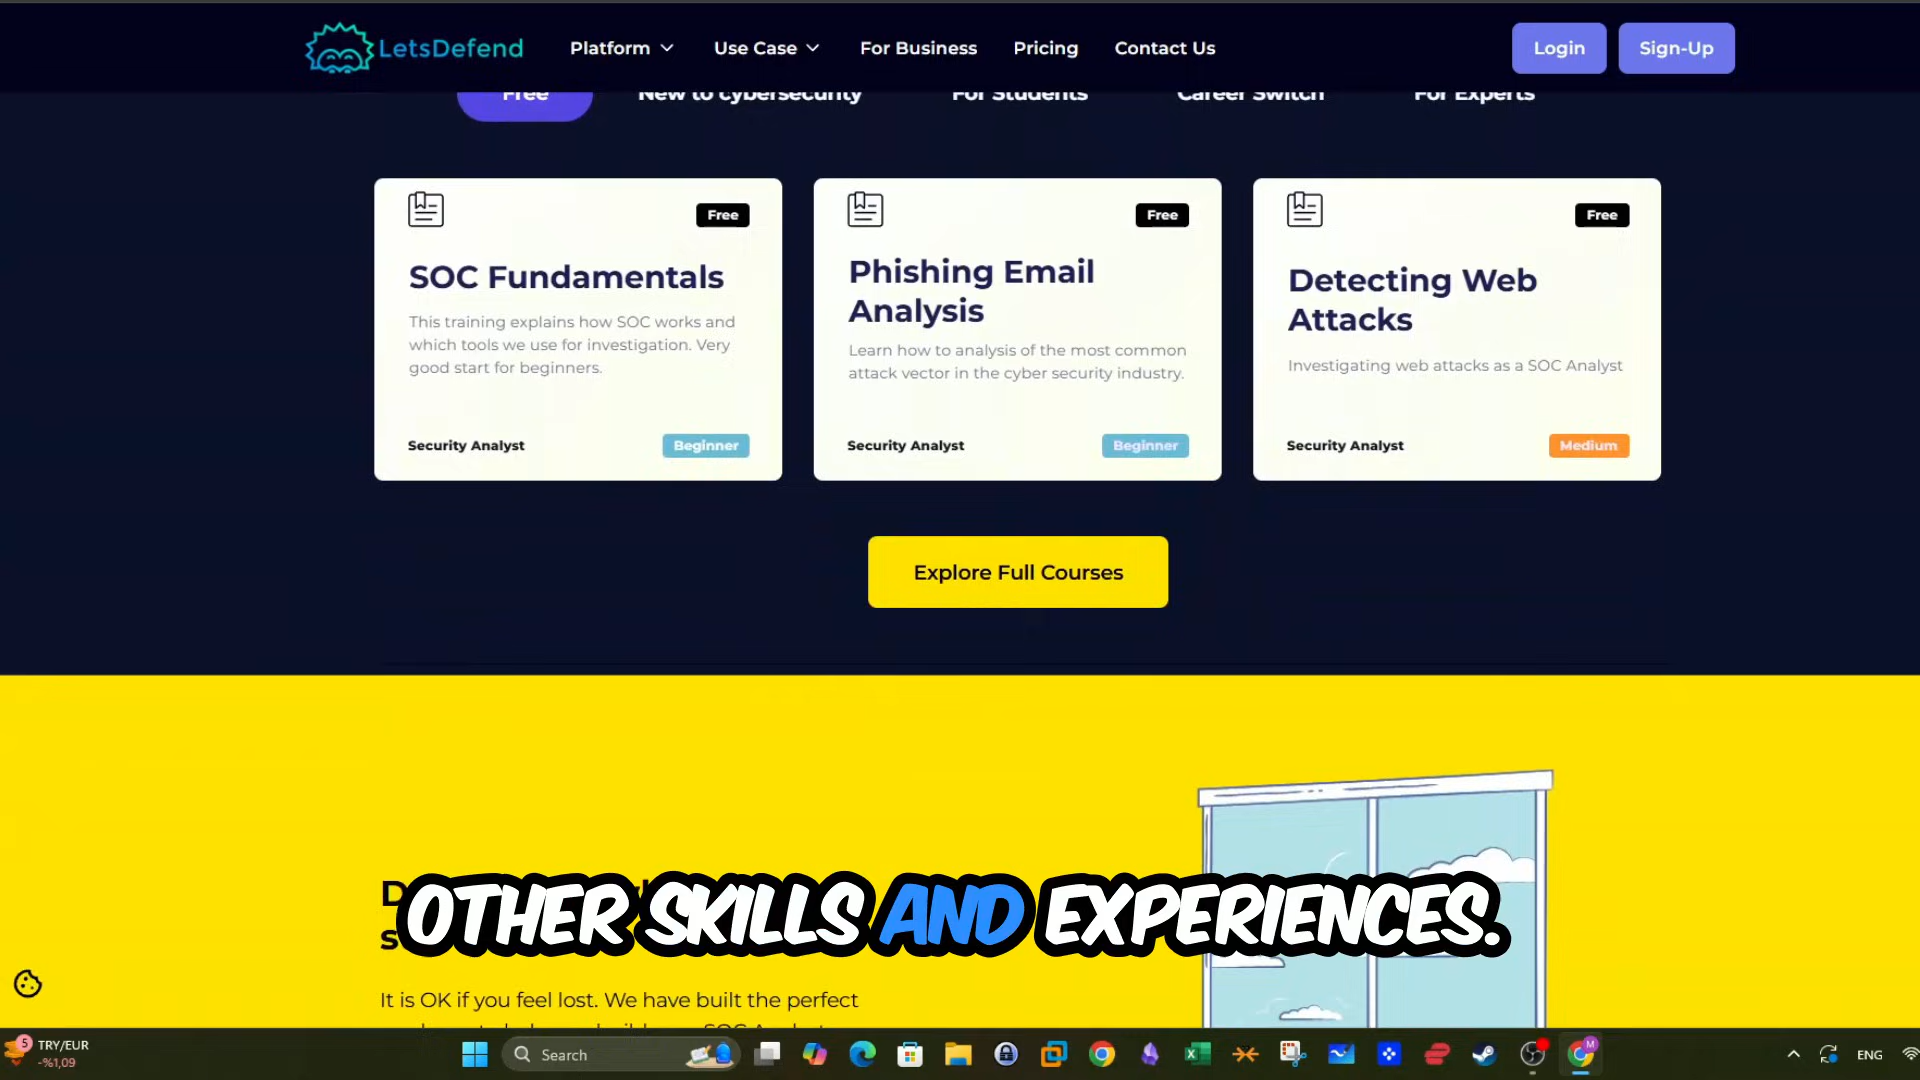 LetsDefend Platform Use Case For Business Pricing Contact Us Login Sign-Up
Free New to cybersecurity For Students Career Switch For Experts
Free
SOC Fundamentals
This training explains how SOC works and
which tools we use for investigation. Very
good start for beginners.
Security Analyst Beginner
Free
Phishing Email
Analysis
Learn how to analysis of the most common
attack vector in the cyber security industry.
Security Analyst Beginner
Free
Detecting Web
Attacks
Investigating web attacks as a SOC Analyst
Security Analyst Medium
Explore Full Courses
OTHER SKILLS AND EXPERIENCES.
It is OK if you feel lost. We have built the perfect
5 TRY/EUR
-%1,09
Search
M
ENG